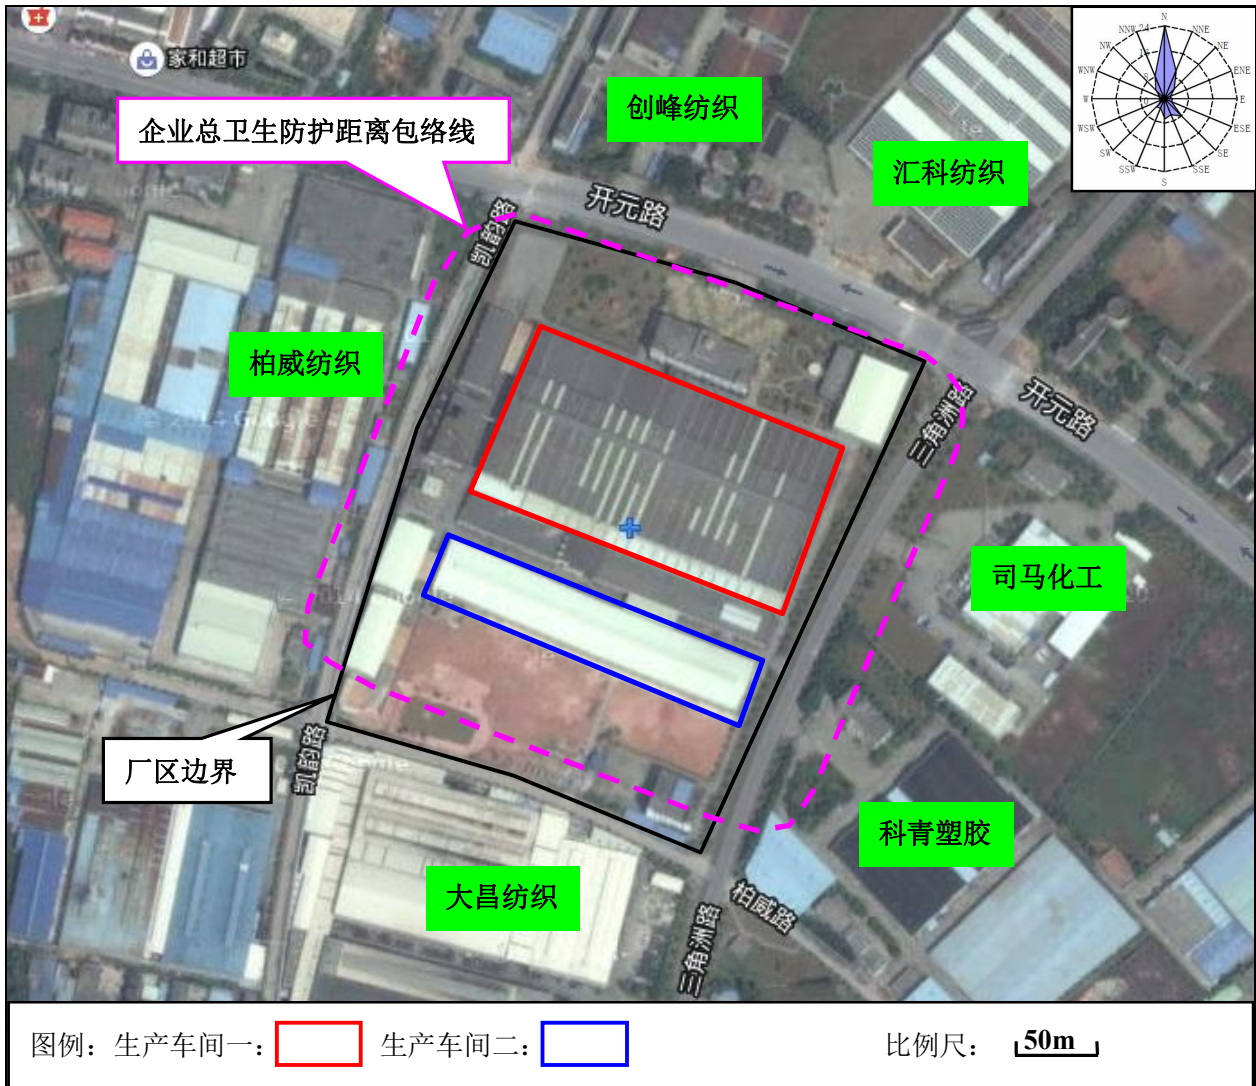 家和超市
企业总卫生防护距离包络线
创峰纺织
汇科纺织
N
NNE
NE
ENE
E
ESE
SE
SSE
S
SSW
SW
WSW
W
WNW
NW
NNW
24
开元路
凯韵路
柏威纺织
开元路
三角洲路
司马化工
厂区边界
凯韵路
科青塑胶
大昌纺织
柏威路
三角洲路
图例：生产车间一： 生产车间二： 比例尺： 50m